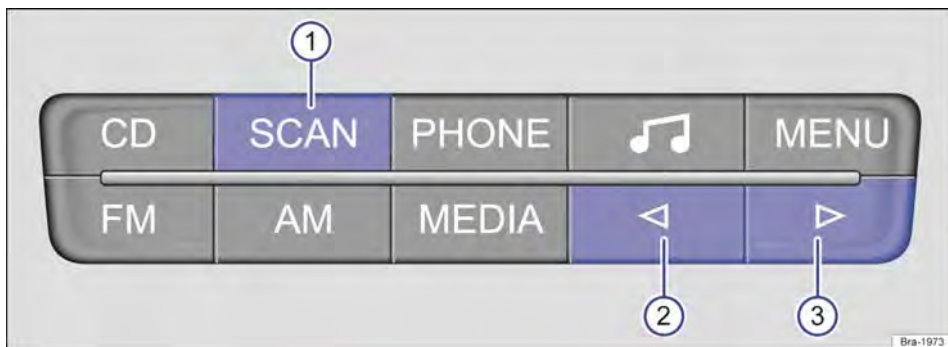 1
CD SCAN PHONE MENU
FM AM MEDIA
2 3
Bra-1973